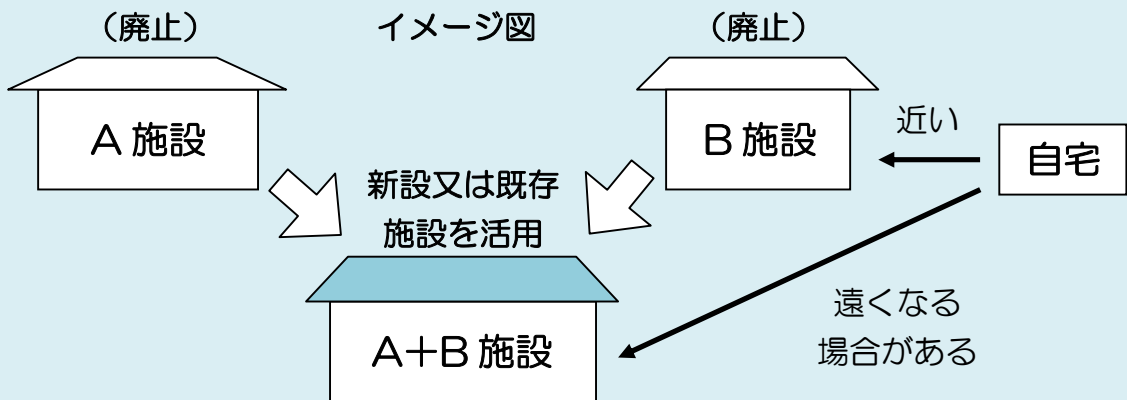 （廃止）
イメージ図
（廃止）
A 施設
B 施設
近い
自宅
新設又は既存
施設を活用
A＋B 施設
遠くなる
場合がある